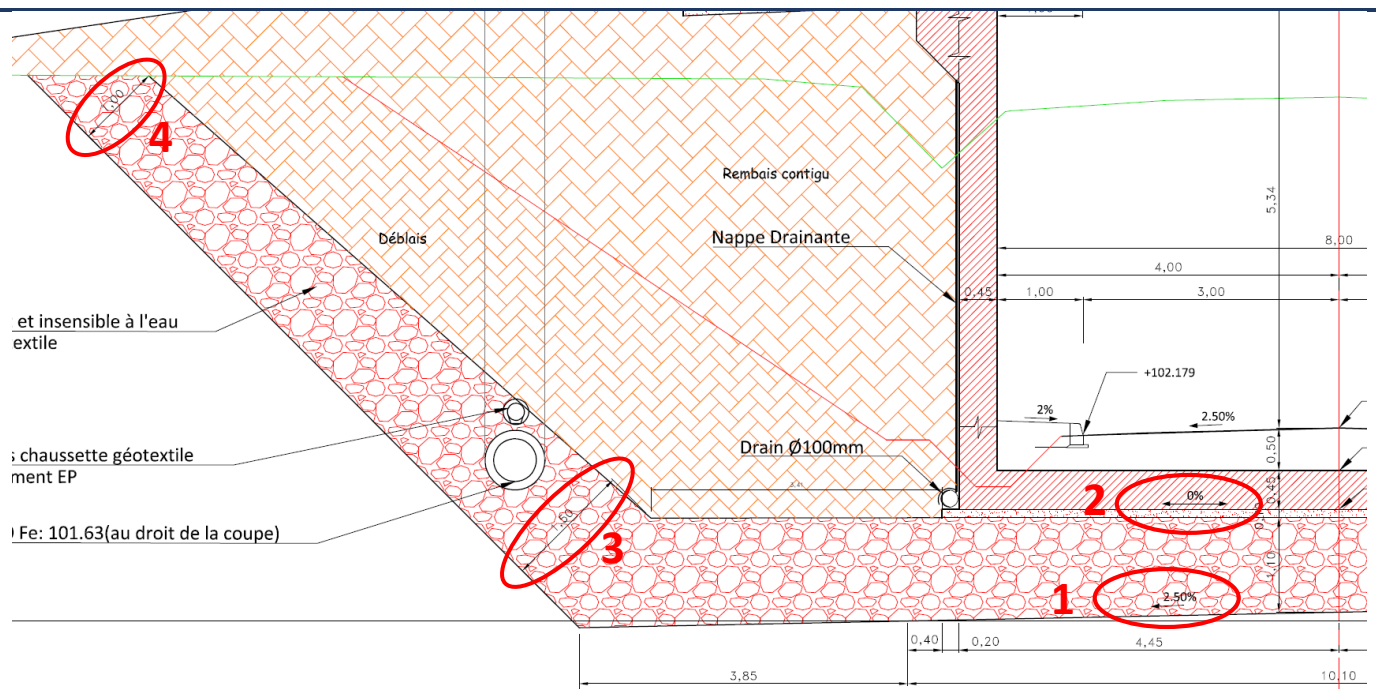 1,00
4
Rembais contigu
Déblais
Nappe Drainante
5,34
8,00
4,00
0,45
1,00
3,00
et insensible à l'eau
extile
+102.179
2%
2.50%
Drain Ø100mm
0,50
s chaussette géotextile
ment EP
2
0%
0,45
1,50
3
Fe: 101.63(au droit de la coupe)
1,10
1
2.50%
0,40
0,20
4,45
3,85
10,10